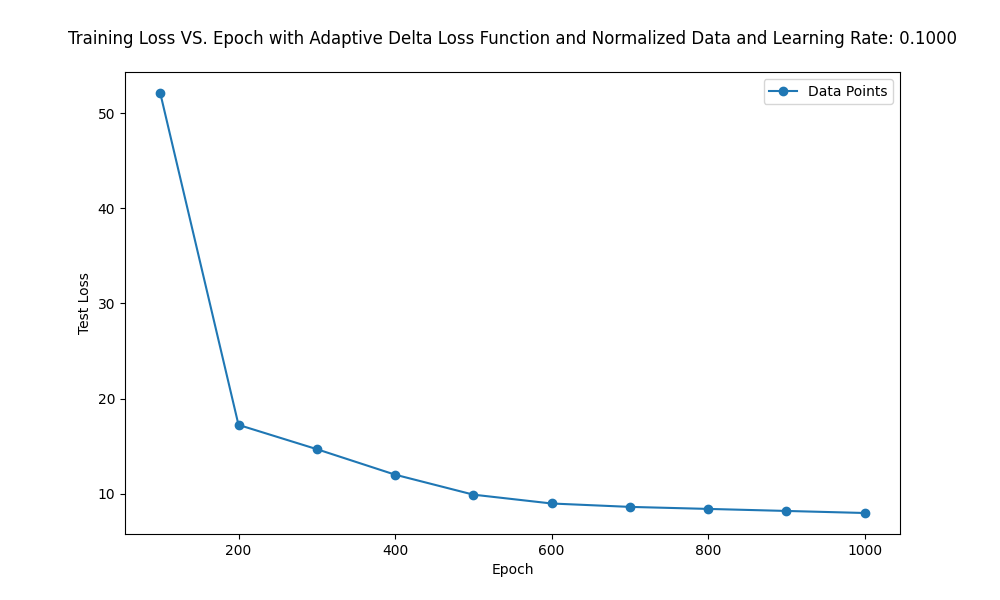 Training Loss VS. Epoch with Adaptive Delta Loss Function and Normalized Data and Learning Rate: 0.1000
Data Points
50
40
30
20
10
Test Loss
200 400 600 800 1000
Epoch